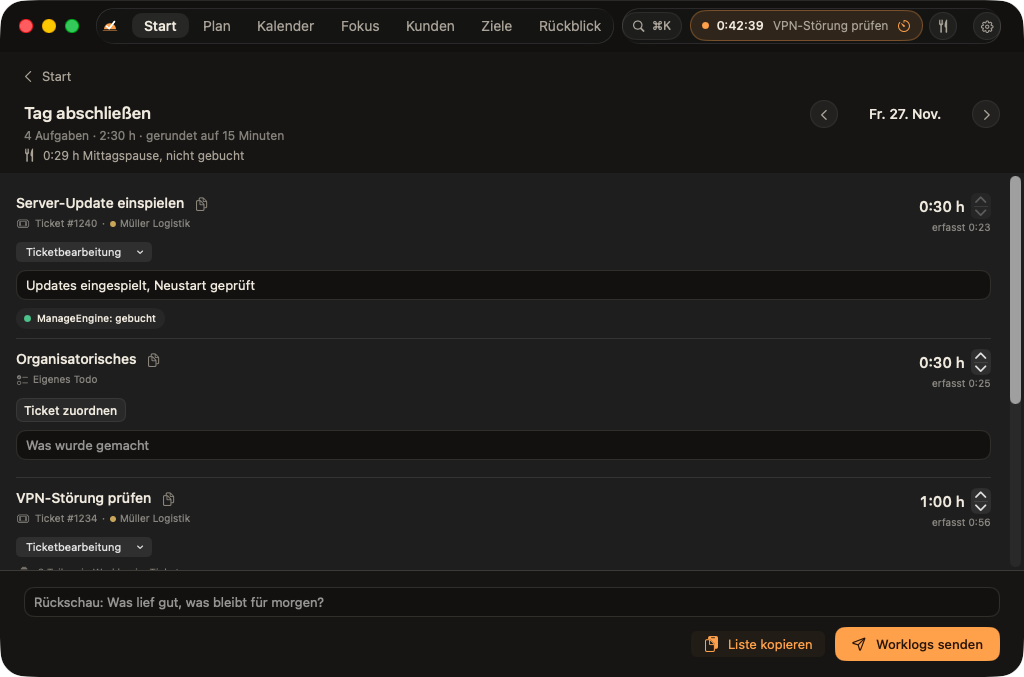 Start
Plan
Kalender
Fokus
Kunden
Ziele
Rückblick
⌘K
0:42:39 VPN-Störung prüfen
Start
Tag abschließen
4 Aufgaben · 2:30 h · gerundet auf 15 Minuten
0:29 h Mittagspause, nicht gebucht
Fr. 27. Nov.
Server-Update einspielen
0:30 h
Ticket #1240 · Müller Logistik
erfasst 0:23
Ticketbearbeitung
Updates eingespielt, Neustart geprüft
ManageEngine: gebucht
Organisatorisches
0:30 h
Eigenes Todo
erfasst 0:25
Ticket zuordnen
Was wurde gemacht
VPN-Störung prüfen
1:00 h
Ticket #1234 · Müller Logistik
erfasst 0:56
Ticketbearbeitung
Rückschau: Was lief gut, was bleibt für morgen?
Liste kopieren
Worklogs senden